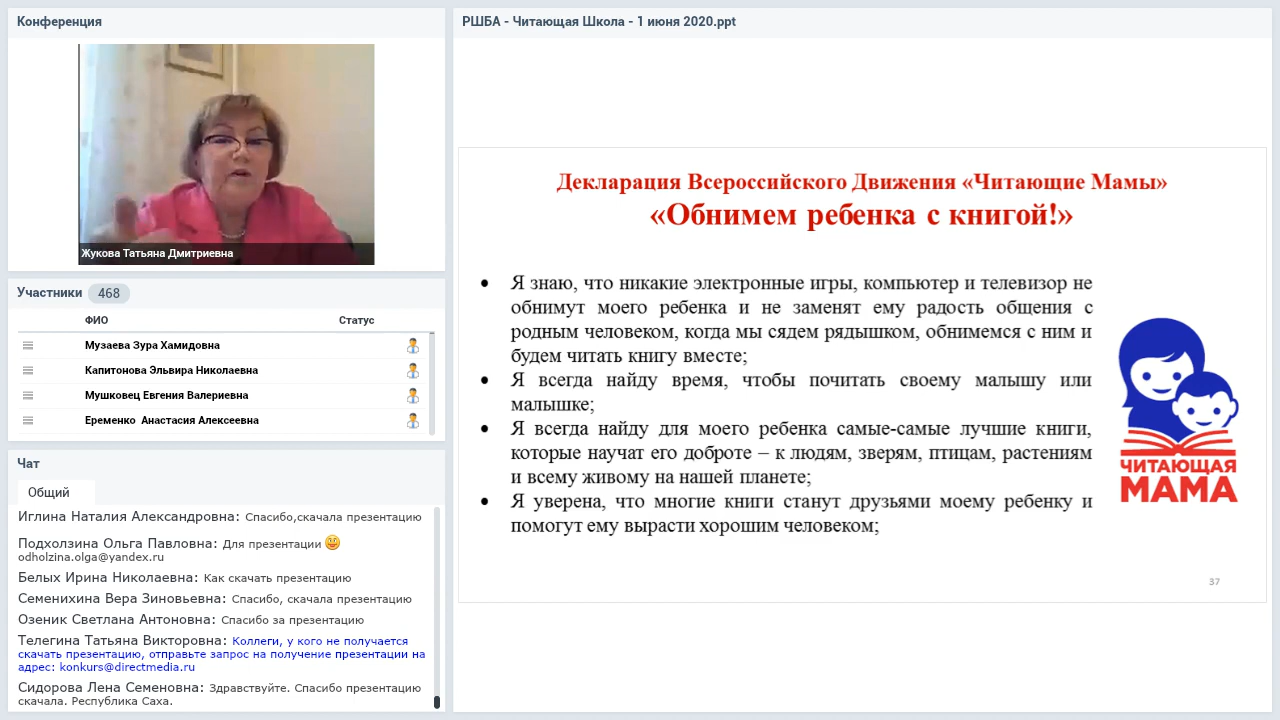 Конференция
Жукова Татьяна Дмитриевна
Участники 468
ФИО Статус
Музаева Зура Хамидовна
Капитонова Эльвира Николаевна
Мушковец Евгения Валериевна
Еременко Анастасия Алексеевна
Чат
Общий
Иглина Наталия Александровна: Спасибо,скачала презентацию
Подхолзина Ольга Павловна: Для презентации
odholzina.olga@yandex.ru
Белых Ирина Николаевна: Как скачать презентацию
Семенихина Вера Зиновьевна: Спасибо, скачала презентацию
Озеник Светлана Антоновна: Спасибо за презентацию
Телегина Татьяна Викторовна: Коллеги, у кого не получается
скачать презентацию, отправьте запрос на получение презентации на
адрес: konkurs@directmedia.ru
Сидорова Лена Семеновна: Здравствуйте. Спасибо презентацию
скачала. Республика Саха.
РШБА - Читающая Школа - 1 июня 2020.ppt
Декларация Всероссийского Движения «Читающие Мамы»
«Обнимем ребенка с книгой!»
• Я знаю, что никакие электронные игры, компьютер и телевизор не
обнимут моего ребенка и не заменят ему радость общения с
родным человеком, когда мы сядем рядышком, обнимемся с ним и
будем читать книгу вместе;
• Я всегда найду время, чтобы почитать своему малышу или
малышке;
• Я всегда найду для моего ребенка самые-самые лучшие книги,
которые научат его доброте – к людям, зверям, птицам, растениям
и всему живому на нашей планете;
• Я уверена, что многие книги станут друзьями моему ребенку и
помогут ему вырасти хорошим человеком;
ЧИТАЮЩАЯ
МАМА
37